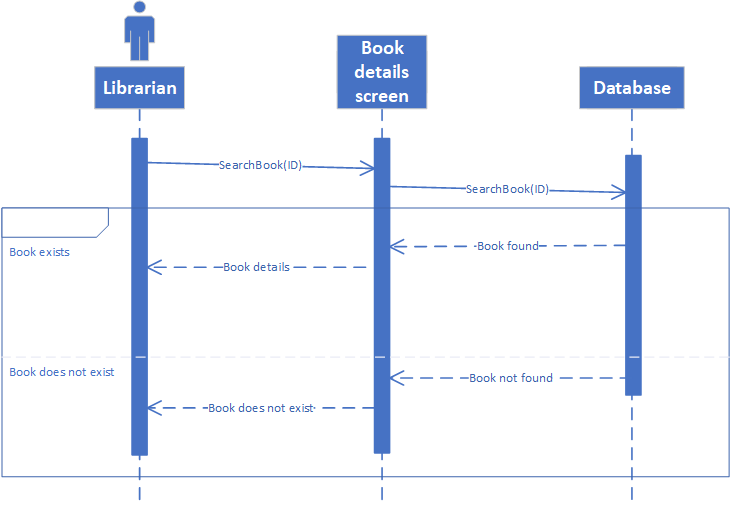 Librarian
Book
details
screen
Database
SearchBook(ID)
SearchBook(ID)
Book exists
Book found
Book details
Book does not exist
Book not found
Book does not exist